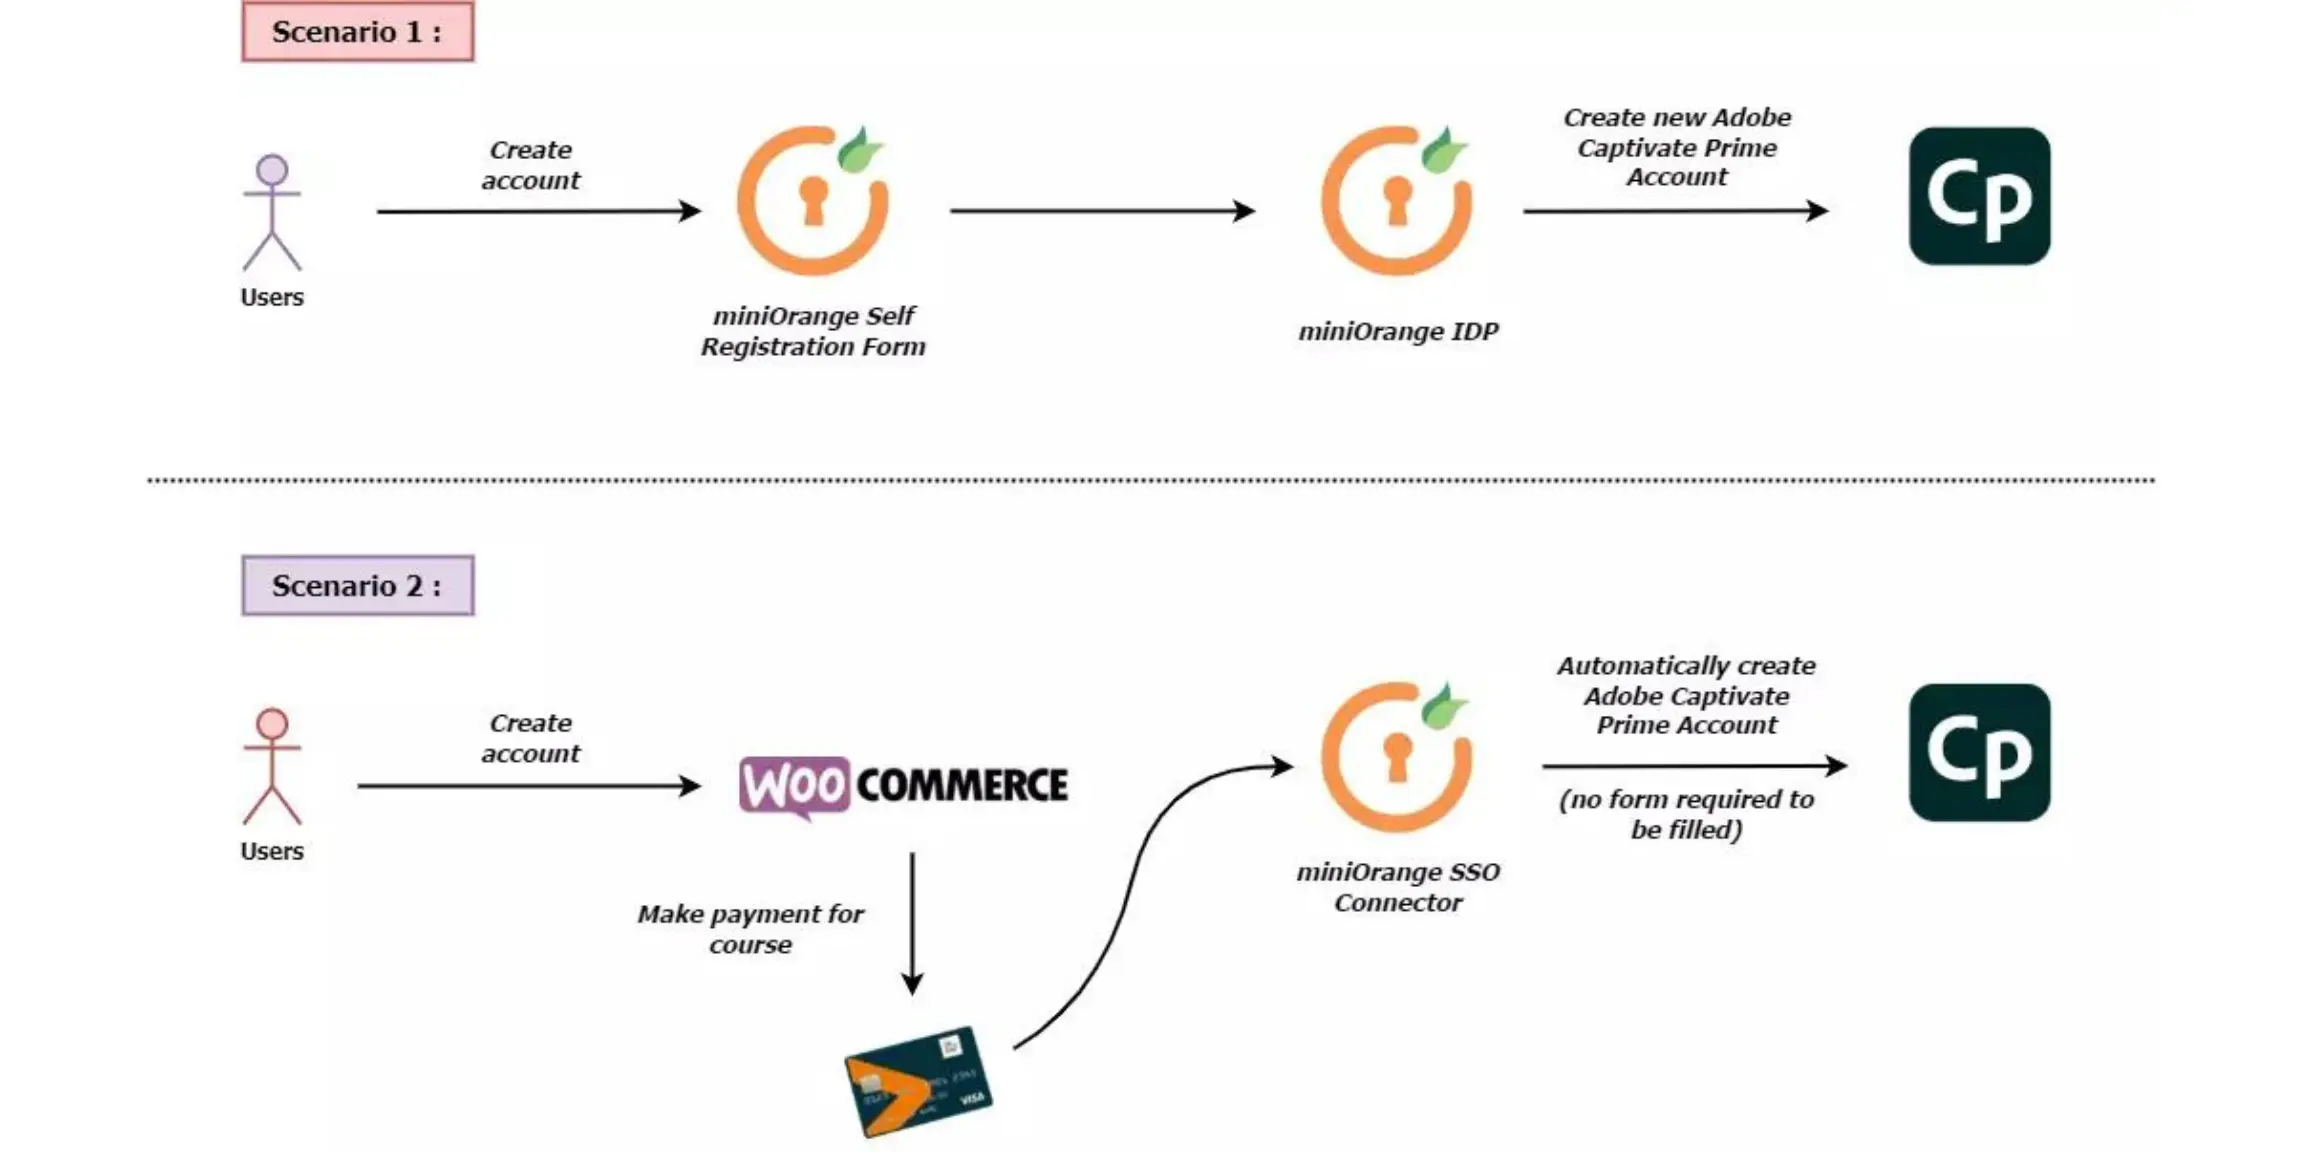 Scenario 1 :
Create
account
Users
miniOrange Self
Registration Form
miniOrange IDP
Create new Adobe
Captivate Prime
Account
Cp
Scenario 2 :
Create
account
Users
WOO COMMERCE
Make payment for
course
VISA
miniOrange SSO
Connector
Automatically create
Adobe Captivate
Prime Account
(no form required to
be filled)
Cp